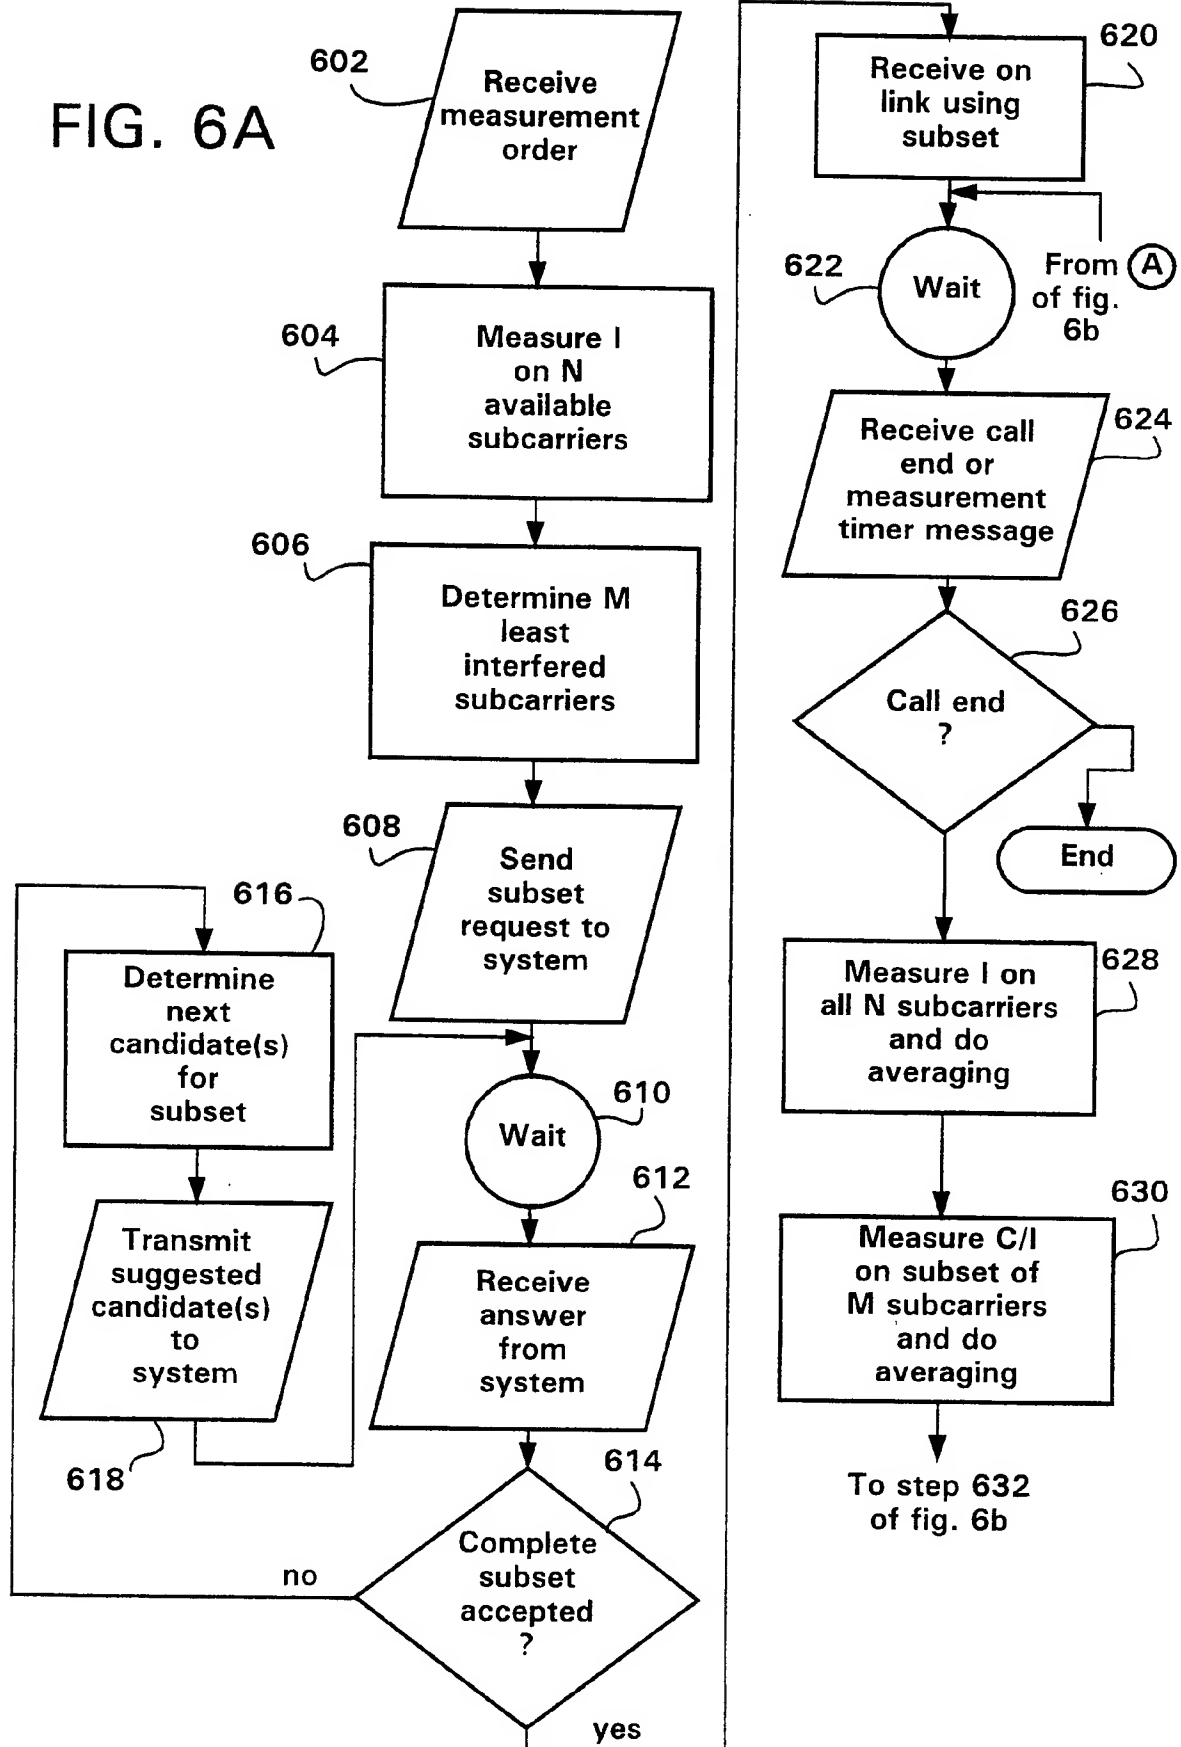 FIG. 6A
602
Receive
measurement
order
604
Measure I
on N
available
subcarriers
606
Determine M
least
interfered
subcarriers
608
Send
subset
request to
system
616
Determine
next
candidate(s)
for
subset
610
Wait
618
Transmit
suggested
candidate(s)
to
system
612
Receive
answer
from
system
614
Complete
subset
accepted
?
no
yes
620
Receive on
link using
subset
622
Wait
From A
of fig.
6b
624
Receive call
end or
measurement
timer message
626
Call end
?
End
628
Measure I on
all N subcarriers
and do
averaging
630
Measure C/I
on subset of
M subcarriers
and do
averaging
To step 632
of fig. 6b